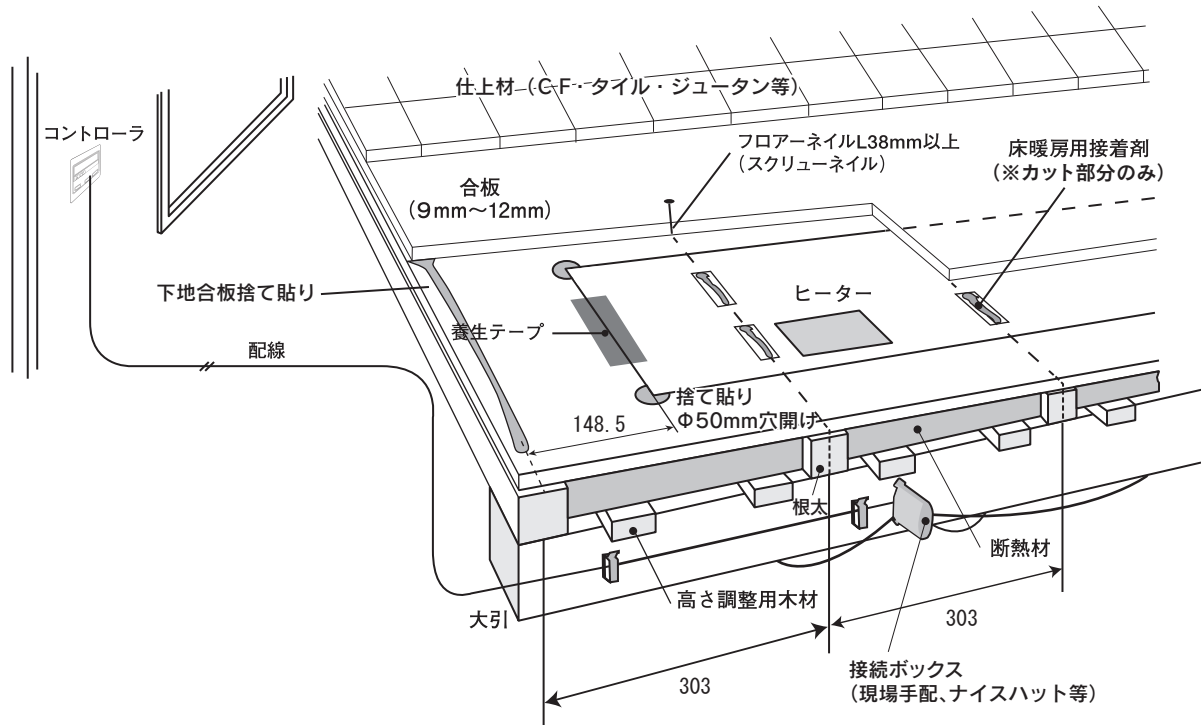 仕上材（C・F・タイル・ジュータン等）
コントローラ
フロアーネイルL38mm以上
（スクリューネイル）
床暖房用接着剤
（※カット部分のみ）
合板
（9mm～12mm）
下地合板捨て貼り
ヒーター
養生テープ
配線
捨て貼り
Φ50mm穴開け
148.5
根太
断熱材
高さ調整用木材
大引
303
303
接続ボックス
（現場手配、ナイスハット等）